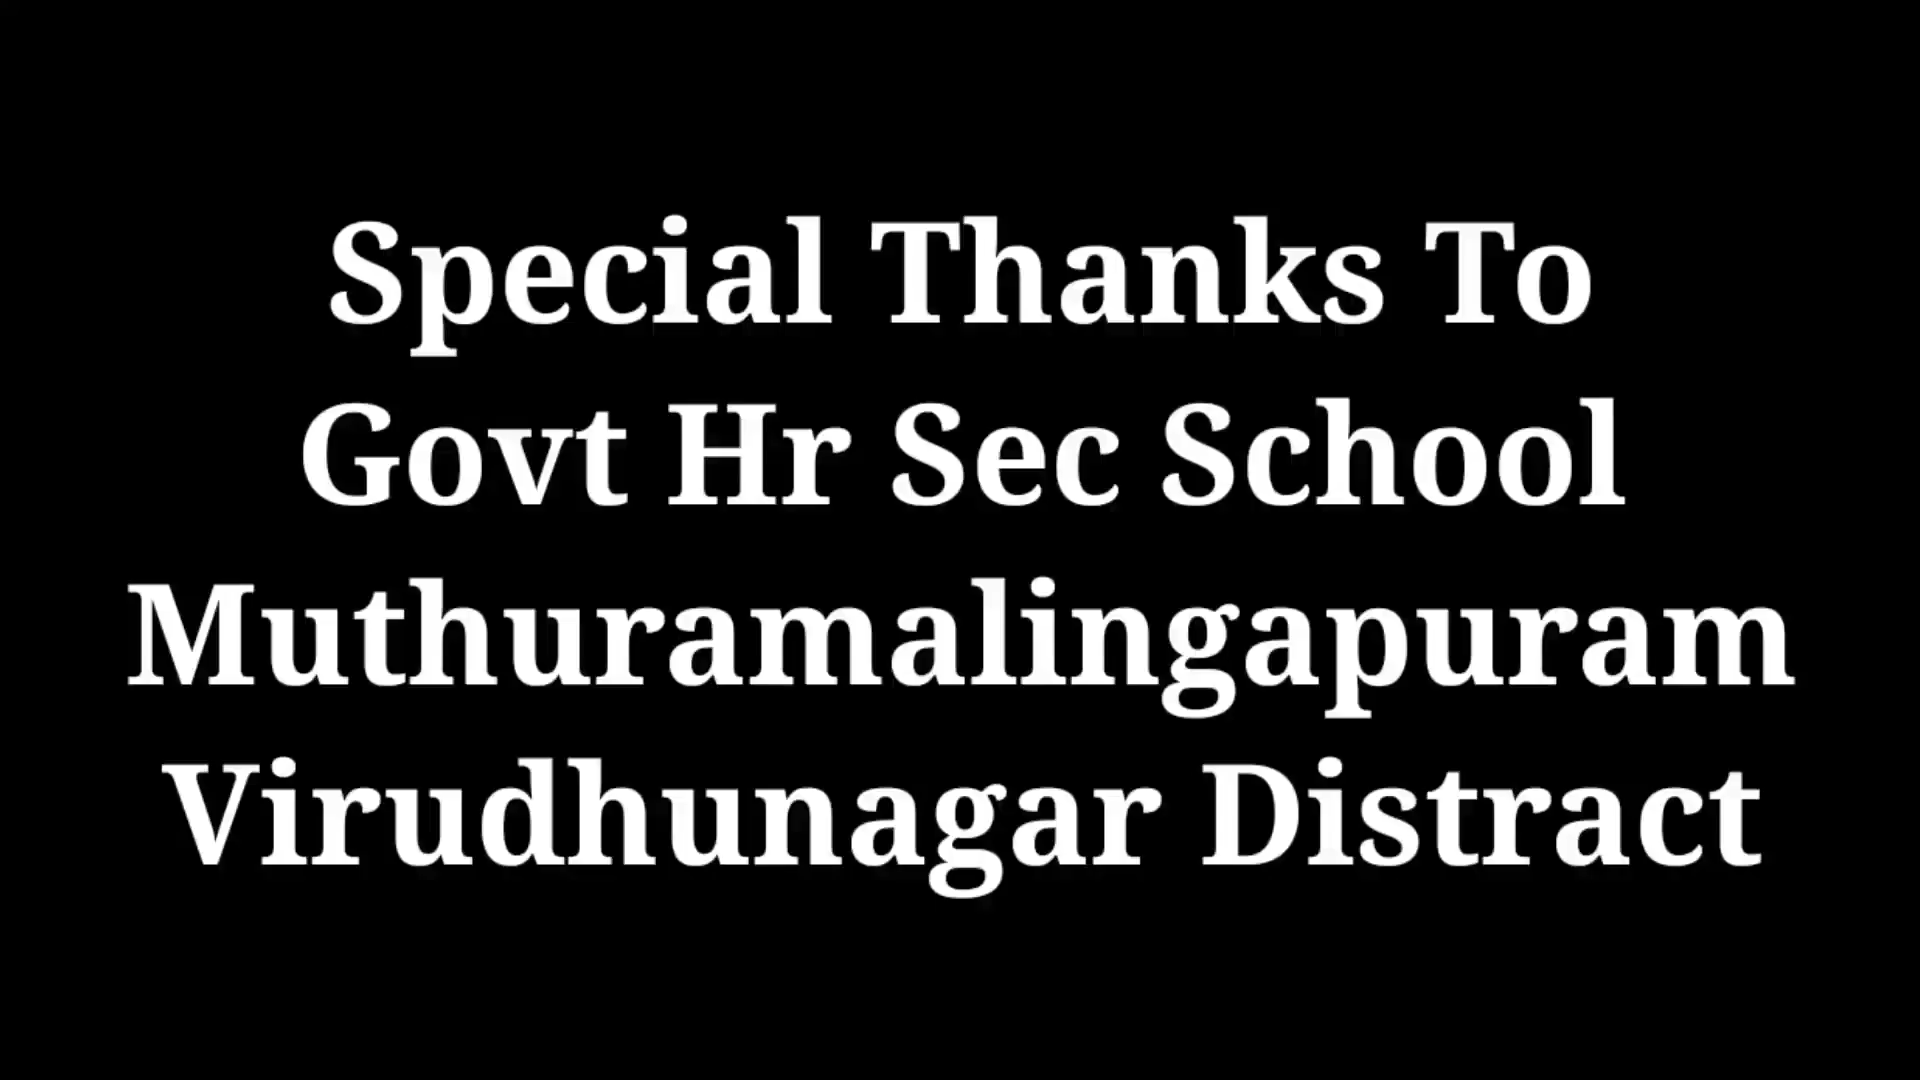 Special Thanks To
Govt Hr Sec School
Muthuramalingapuram
Virudhunagar Distract